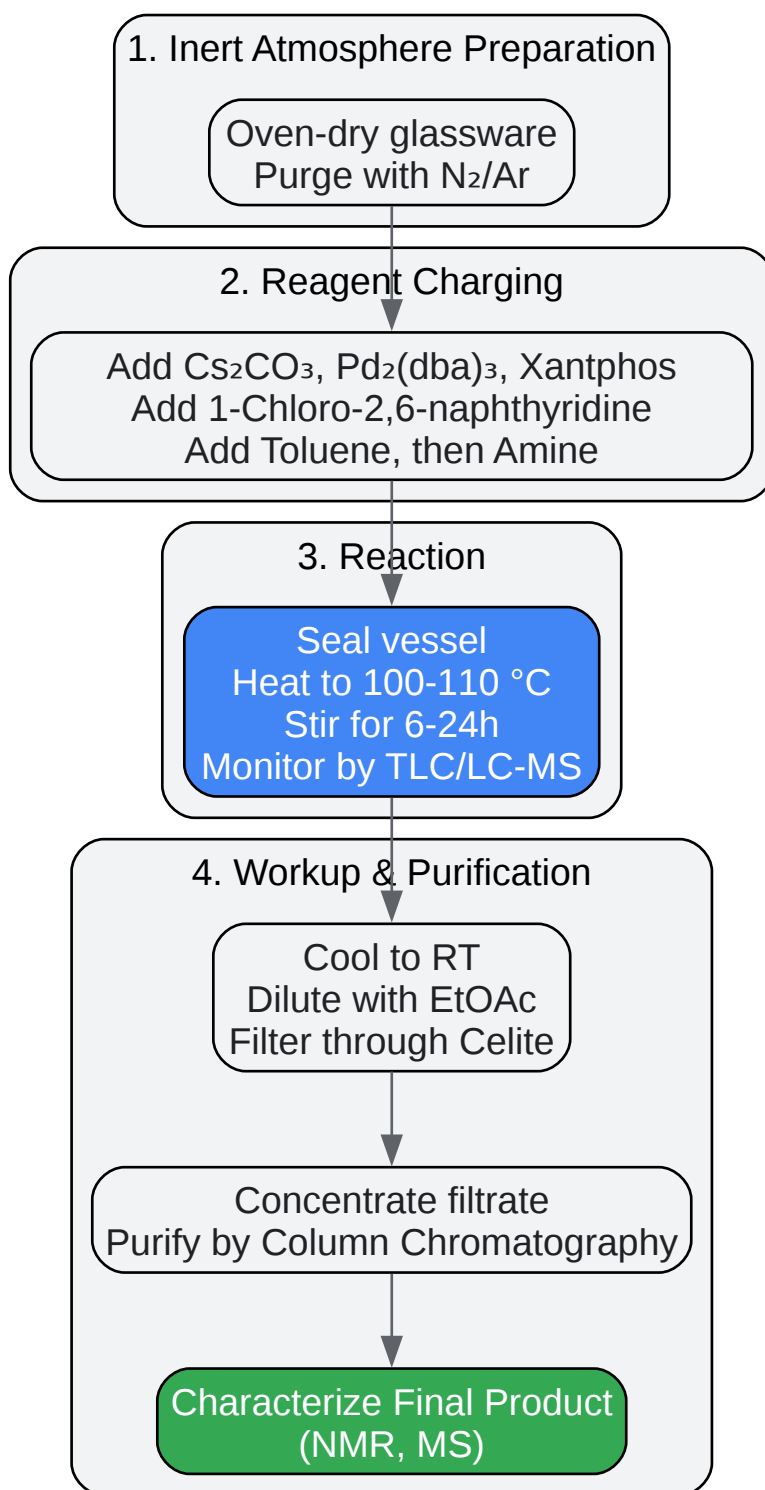 1. Inert Atmosphere Preparation
Oven-dry glassware
Purge with N₂/Ar
2. Reagent Charging
Add Cs₂CO₃, Pd₂(dba)₃, Xantphos
Add 1-Chloro-2,6-naphthyridine
Add Toluene, then Amine
3. Reaction
Seal vessel
Heat to 100-110 °C
Stir for 6-24h
Monitor by TLC/LC-MS
4. Workup & Purification
Cool to RT
Dilute with EtOAc
Filter through Celite
Concentrate filtrate
Purify by Column Chromatography
Characterize Final Product
(NMR, MS)